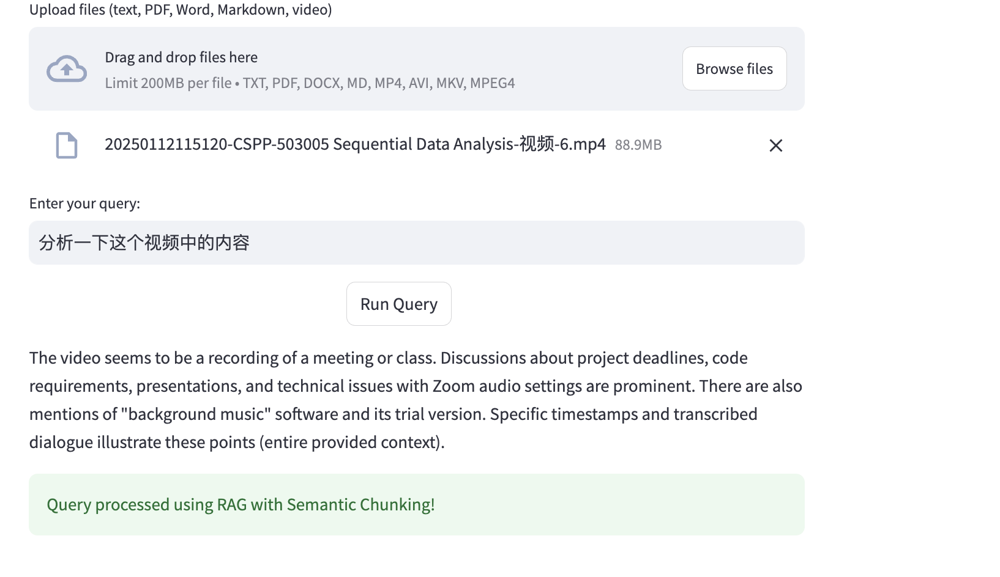 Upload files (text, PDF, Word, Markdown, video)
Drag and drop files here
Limit 200MB per file • TXT, PDF, DOCX, MD, MP4, AVI, MKV, MPEG4
Browse files
20250112115120-CSPP-503005 Sequential Data Analysis-视频-6.mp4 88.9MB
Enter your query:
分析一下这个视频中的内容
Run Query
The video seems to be a recording of a meeting or class. Discussions about project deadlines, code
requirements, presentations, and technical issues with Zoom audio settings are prominent. There are also
mentions of "background music" software and its trial version. Specific timestamps and transcribed
dialogue illustrate these points (entire provided context).
Query processed using RAG with Semantic Chunking!